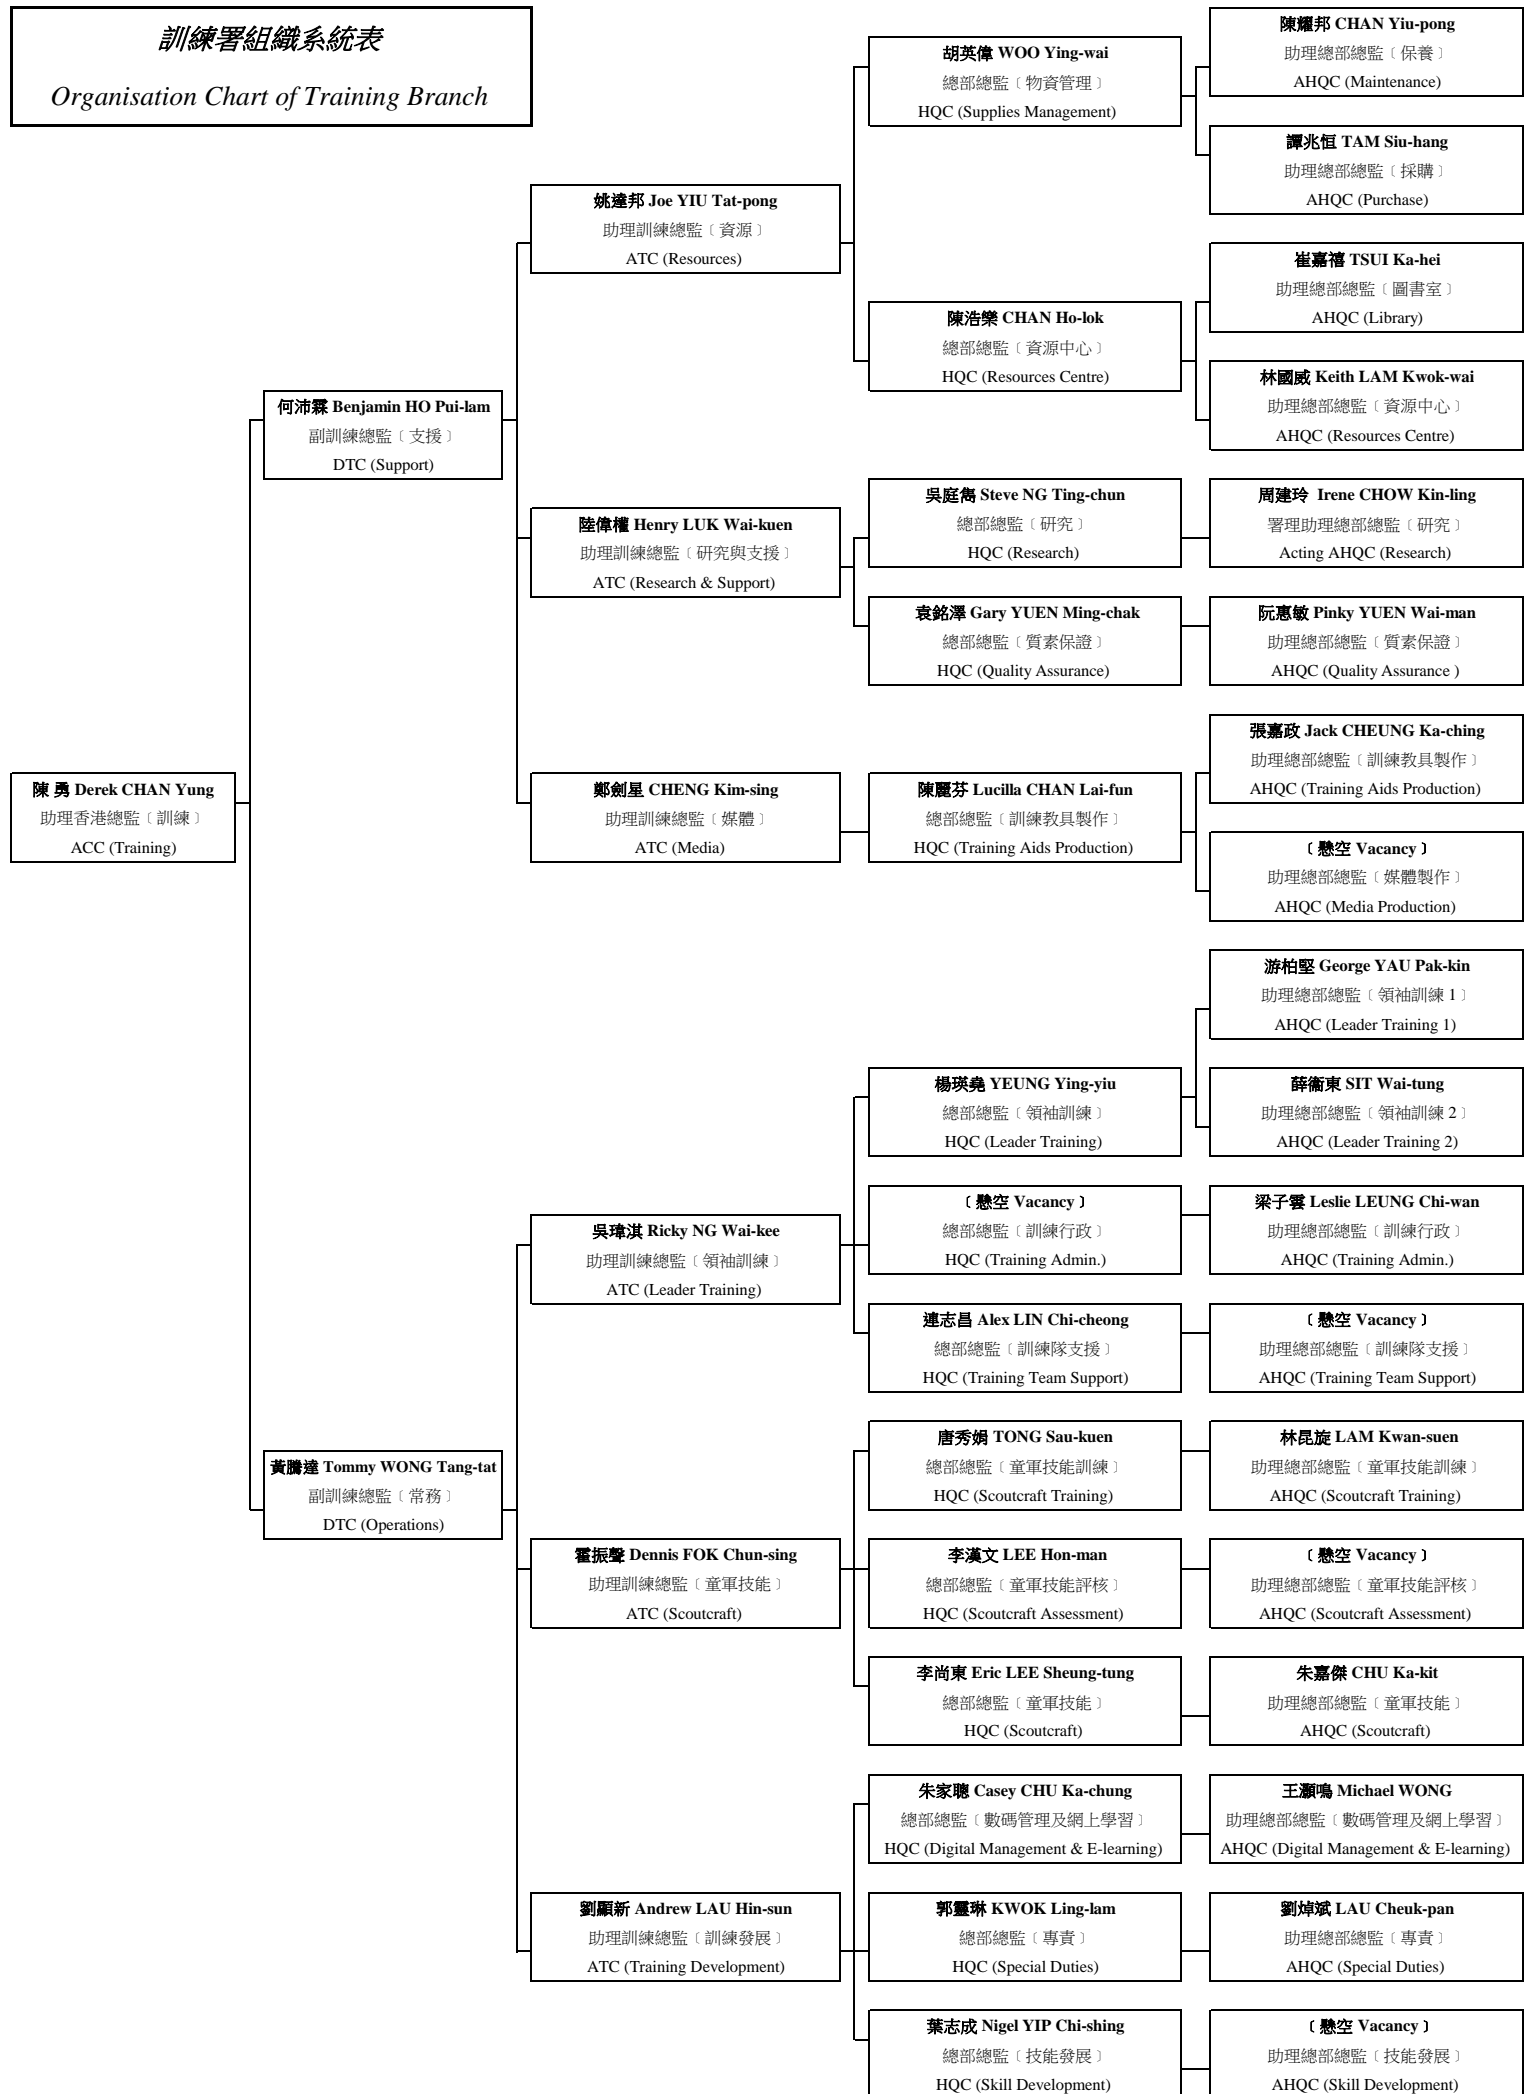 訓練署組織系統表
Organisation Chart of Training Branch
陳 勇 Derek CHAN Yung
助理香港總監﹝訓練﹞
ACC (Training)
何沛霖 Benjamin HO Pui-lam
副訓練總監﹝支援﹞
DTC (Support)
姚達邦 Joe YIU Tat-pong
助理訓練總監﹝資源﹞
ATC (Resources)
胡英偉 WOO Ying-wai
總部總監﹝物資管理﹞
HQC (Supplies Management)
陳耀邦 CHAN Yiu-pong
助理總部總監﹝保養﹞
AHQC (Maintenance)
譚兆恒 TAM Siu-hang
助理總部總監﹝採購﹞
AHQC (Purchase)
陳浩樂 CHAN Ho-lok
總部總監﹝資源中心﹞
HQC (Resources Centre)
崔嘉禧 TSUI Ka-hei
助理總部總監﹝圖書室﹞
AHQC (Library)
林國威 Keith LAM Kwok-wai
助理總部總監﹝資源中心﹞
AHQC (Resources Centre)
陸偉權 Henry LUK Wai-kuen
助理訓練總監﹝研究與支援﹞
ATC (Research & Support)
吳庭雋 Steve NG Ting-chun
總部總監﹝研究﹞
HQC (Research)
周建玲 Irene CHOW Kin-ling
署理助理總部總監﹝研究﹞
Acting AHQC (Research)
袁銘澤 Gary YUEN Ming-chak
總部總監﹝質素保證﹞
HQC (Quality Assurance)
阮惠敏 Pinky YUEN Wai-man
助理總部總監﹝質素保證﹞
AHQC (Quality Assurance )
鄭劍星 CHENG Kim-sing
助理訓練總監﹝媒體﹞
ATC (Media)
陳麗芬 Lucilla CHAN Lai-fun
總部總監﹝訓練教具製作﹞
HQC (Training Aids Production)
張嘉政 Jack CHEUNG Ka-ching
助理總部總監﹝訓練教具製作﹞
AHQC (Training Aids Production)
﹝懸空 Vacancy﹞
助理總部總監﹝媒體製作﹞
AHQC (Media Production)
黃騰達 Tommy WONG Tang-tat
副訓練總監﹝常務﹞
DTC (Operations)
吳瑋淇 Ricky NG Wai-kee
助理訓練總監﹝領袖訓練﹞
ATC (Leader Training)
楊瑛堯 YEUNG Ying-yiu
總部總監﹝領袖訓練﹞
HQC (Leader Training)
游柏堅 George YAU Pak-kin
助理總部總監﹝領袖訓練 1﹞
AHQC (Leader Training 1)
薛衞東 SIT Wai-tung
助理總部總監﹝領袖訓練 2﹞
AHQC (Leader Training 2)
﹝懸空 Vacancy﹞
總部總監﹝訓練行政﹞
HQC (Training Admin.)
梁子雲 Leslie LEUNG Chi-wan
助理總部總監﹝訓練行政﹞
AHQC (Training Admin.)
連志昌 Alex LIN Chi-cheong
總部總監﹝訓練隊支援﹞
HQC (Training Team Support)
﹝懸空 Vacancy﹞
助理總部總監﹝訓練隊支援﹞
AHQC (Training Team Support)
霍振聲 Dennis FOK Chun-sing
助理訓練總監﹝童軍技能﹞
ATC (Scoutcraft)
唐秀娟 TONG Sau-kuen
總部總監﹝童軍技能訓練﹞
HQC (Scoutcraft Training)
林昆旋 LAM Kwan-suen
助理總部總監﹝童軍技能訓練﹞
AHQC (Scoutcraft Training)
李漢文 LEE Hon-man
總部總監﹝童軍技能評核﹞
HQC (Scoutcraft Assessment)
﹝懸空 Vacancy﹞
助理總部總監﹝童軍技能評核﹞
AHQC (Scoutcraft Assessment)
李尚東 Eric LEE Sheung-tung
總部總監﹝童軍技能﹞
HQC (Scoutcraft)
朱嘉傑 CHU Ka-kit
助理總部總監﹝童軍技能﹞
AHQC (Scoutcraft)
劉顯新 Andrew LAU Hin-sun
助理訓練總監﹝訓練發展﹞
ATC (Training Development)
朱家聰 Casey CHU Ka-chung
總部總監﹝數碼管理及網上學習﹞
HQC (Digital Management & E-learning)
王灝鳴 Michael WONG
助理總部總監﹝數碼管理及網上學習﹞
AHQC (Digital Management & E-learning)
郭靈琳 KWOK Ling-lam
總部總監﹝專責﹞
HQC (Special Duties)
劉焯斌 LAU Cheuk-pan
助理總部總監﹝專責﹞
AHQC (Special Duties)
葉志成 Nigel YIP Chi-shing
總部總監﹝技能發展﹞
HQC (Skill Development)
﹝懸空 Vacancy﹞
助理總部總監﹝技能發展﹞
AHQC (Skill Development)